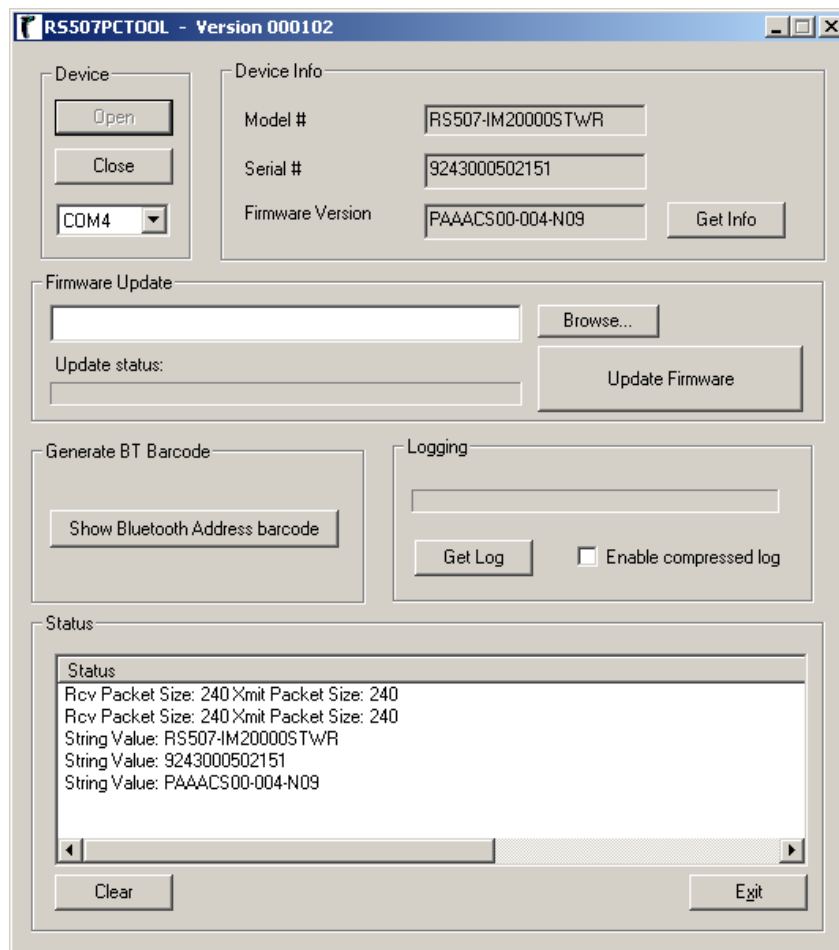 RS507PCTOOL - Version 000102
Device
Open
Close
COM4
Device Info
Model #
RS507-IM20000STWR
Serial #
9243000502151
Firmware Version
PAAACS00-004-N09
Get Info
Firmware Update
Browse...
Update status:
Update Firmware
Generate BT Barcode
Show Bluetooth Address barcode
Logging
Get Log
Enable compressed log
Status
Status
Rcv Packet Size: 240 Xmit Packet Size: 240
Rcv Packet Size: 240 Xmit Packet Size: 240
String Value: RS507-IM20000STWR
String Value: 9243000502151
String Value: PAAACS00-004-N09
Clear
Exit